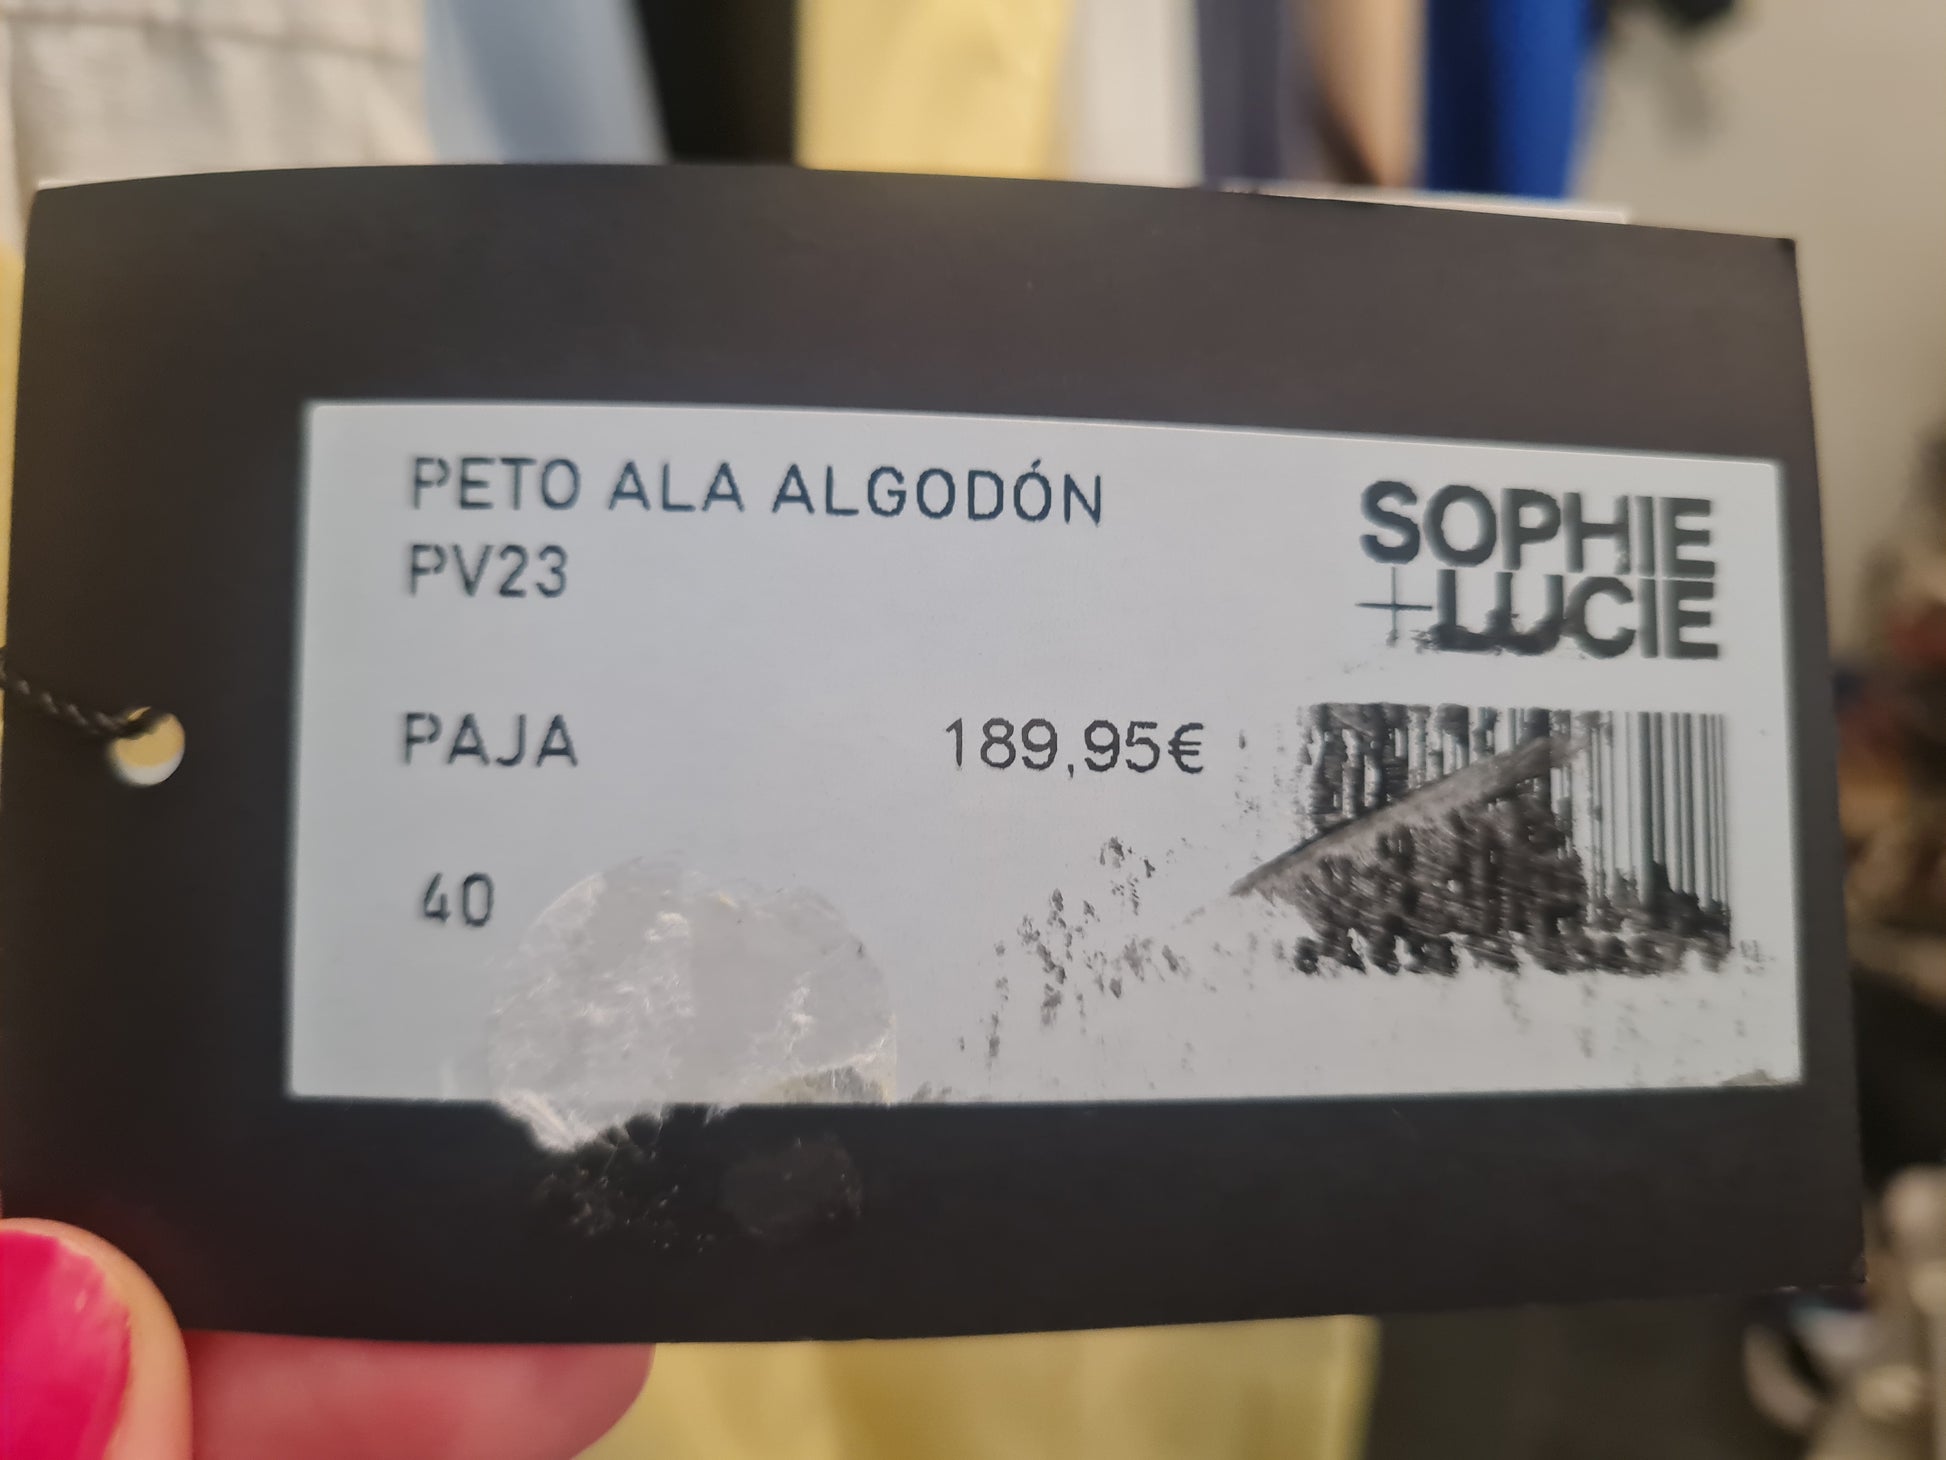 PETO ALA ALGODÓN
PV23
SOPHIE
+LUCIE
PAJA
189,95€
40